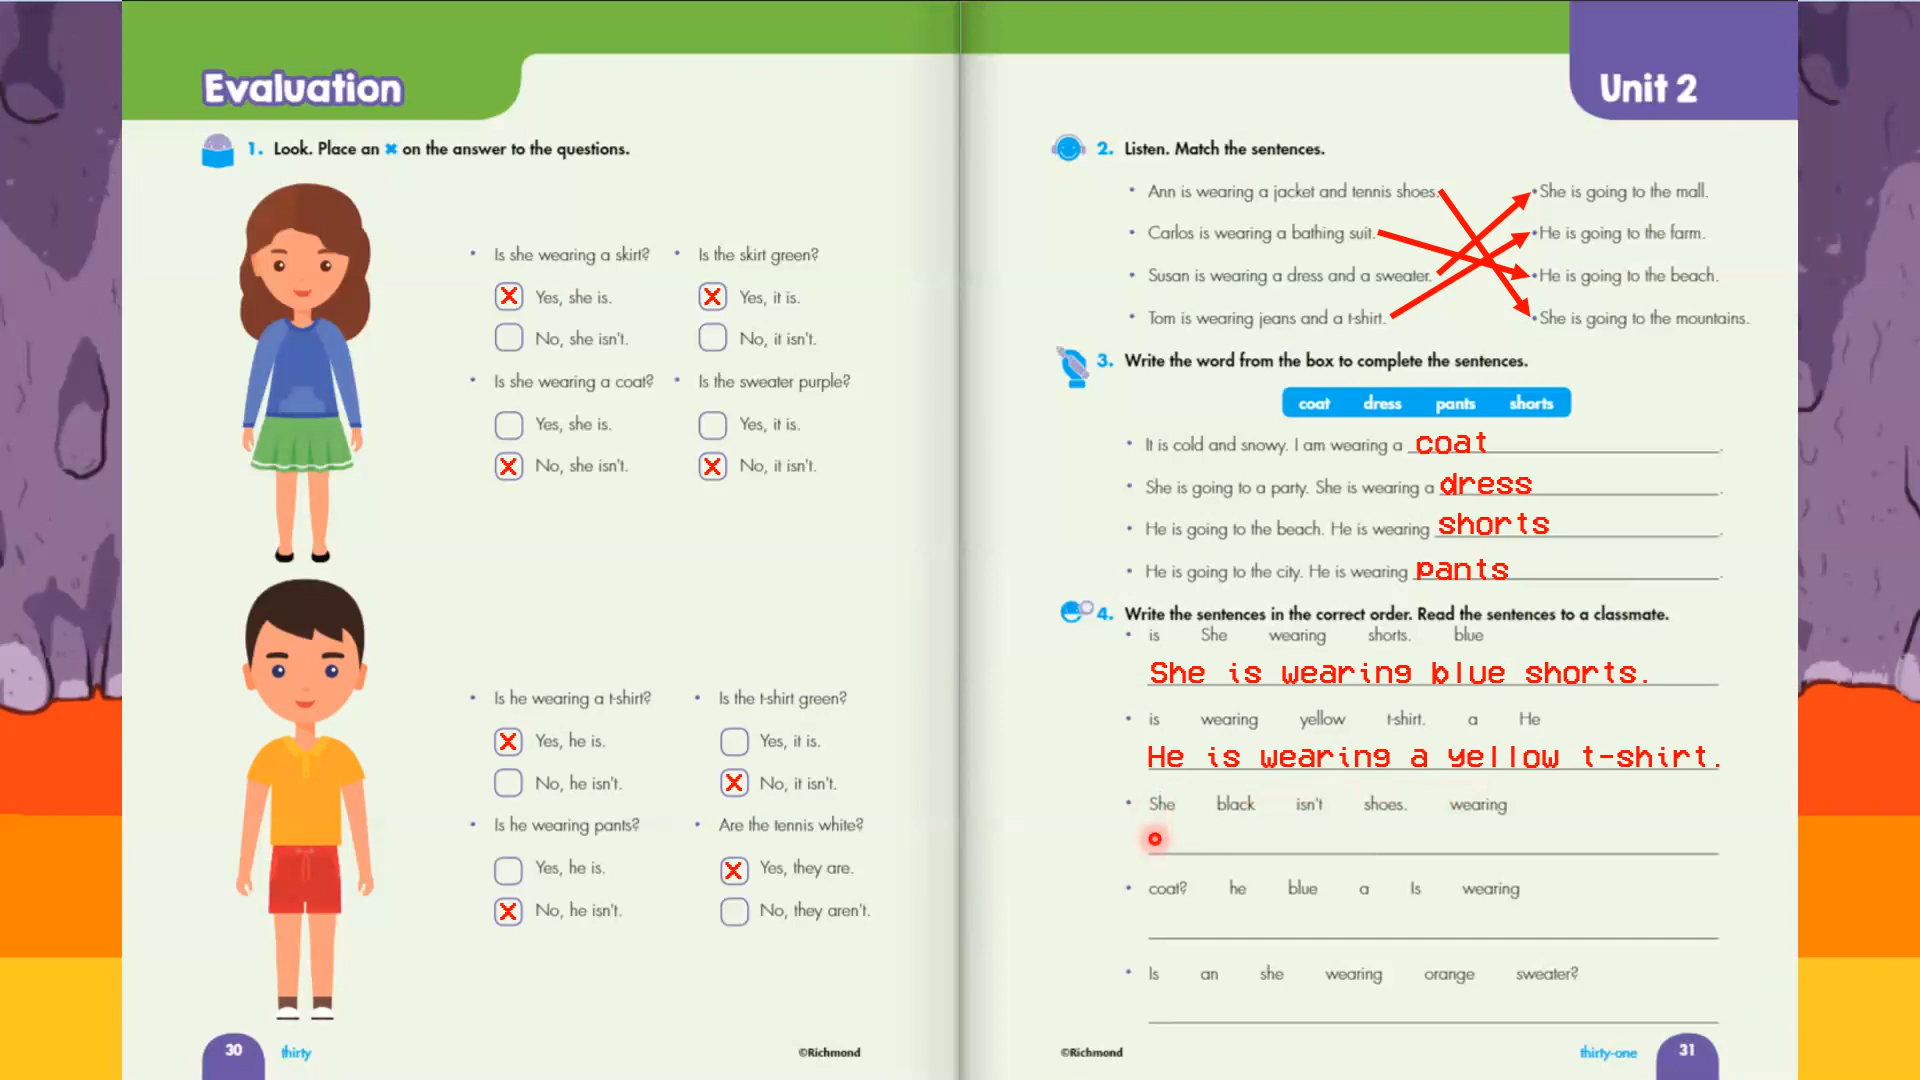 Evaluation
1. Look. Place an ✖ on the answer to the questions.
• Is she wearing a skirt?
X Yes, she is.
No, she isn't.
• Is the skirt green?
X Yes, it is.
No, it isn't.
• Is she wearing a coat?
Yes, she is.
X No, she isn't.
• Is the sweater purple?
Yes, it is.
X No, it isn't.
• Is he wearing a t-shirt?
X Yes, he is.
No, he isn't.
• Is the t-shirt green?
Yes, it is.
X No, it isn't.
• Is he wearing pants?
Yes, he is.
X No, he isn't.
• Are the tennis white?
X Yes, they are.
No, they aren't.
30 thirty
©Richmond
Unit 2
2. Listen. Match the sentences.
• Ann is wearing a jacket and tennis shoes. • She is going to the mall.
• Carlos is wearing a bathing suit. • He is going to the farm.
• Susan is wearing a dress and a sweater. • He is going to the beach.
• Tom is wearing jeans and a t-shirt. • She is going to the mountains.
3. Write the word from the box to complete the sentences.
coat dress pants shorts
• It is cold and snowy. I am wearing a coat.
• She is going to a party. She is wearing a dress.
• He is going to the beach. He is wearing shorts.
• He is going to the city. He is wearing pants.
4. Write the sentences in the correct order. Read the sentences to a classmate.
• is She wearing shorts. blue
She is wearing blue shorts.
• is wearing yellow t-shirt. a He
He is wearing a yellow t-shirt.
• She black isn't shoes. wearing
• coat? he blue a Is wearing
• Is an she wearing orange sweater?
©Richmond
thirty-one 31